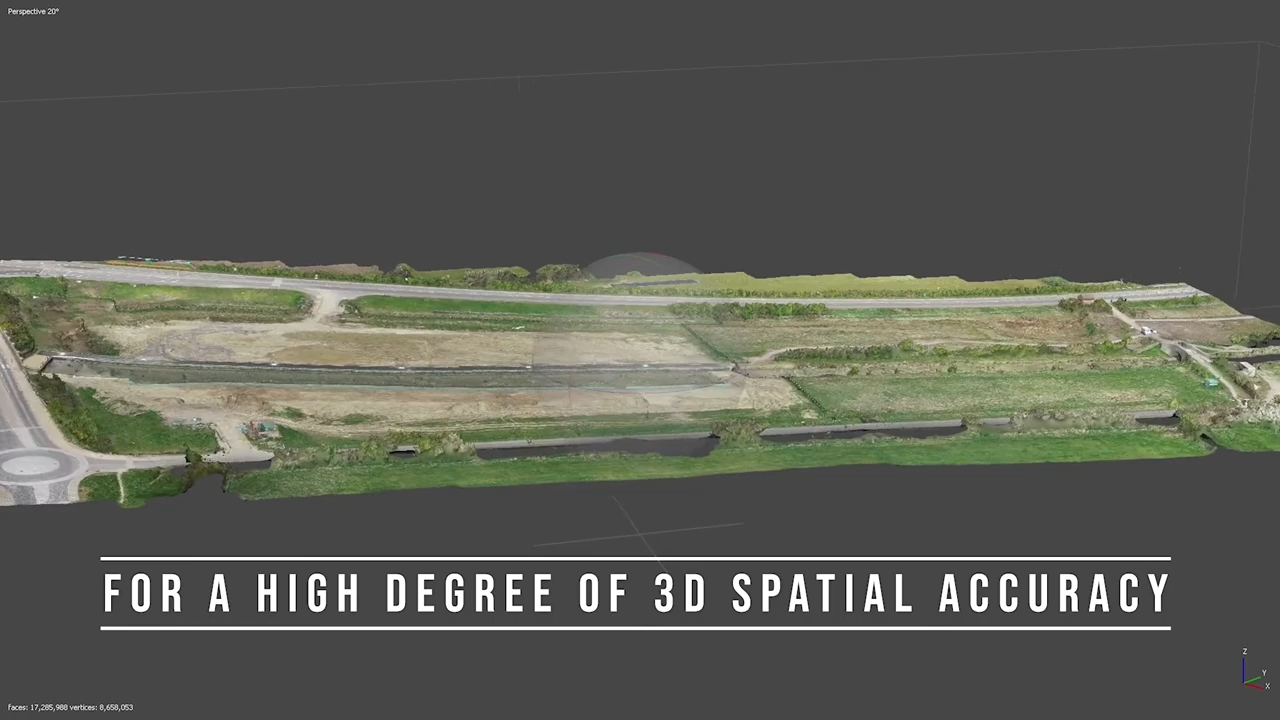 Perspective 20°
FOR A HIGH DEGREE OF 3D SPATIAL ACCURACY
Z
Y
X
faces: 17,285,988 vertices: 8,658,053